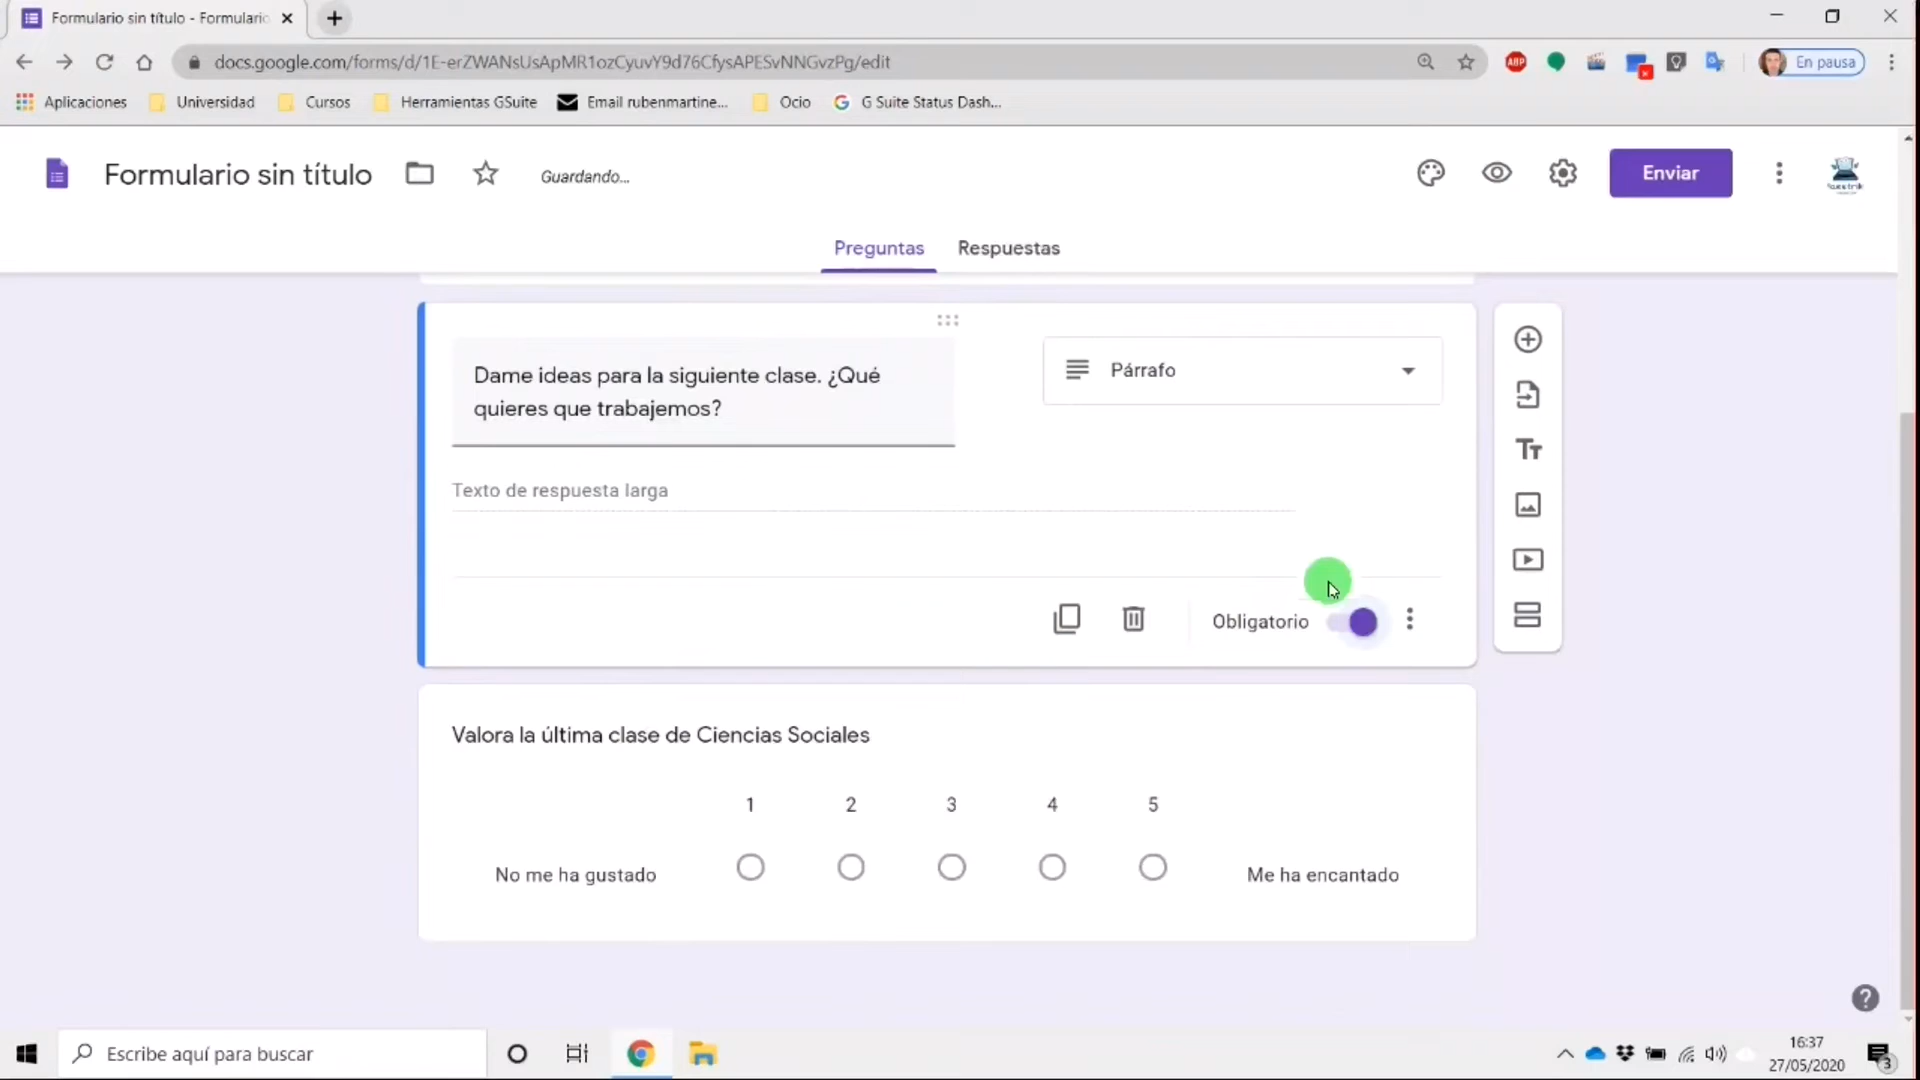 Formulario sin título - Formulario
docs.google.com/forms/d/1E-erZWANsUsApMR1ozCyuvY9d76CfysAPESvNNGvzPg/edit
ABP
En pausa
Aplicaciones
Universidad
Cursos
Herramientas GSuite
Email rubenmartine...
Ocio
G Suite Status Dash...
Formulario sin título
Guardando...
Enviar
Preguntas
Respuestas
Dame ideas para la siguiente clase. ¿Qué
quieres que trabajemos?
Párrafo
Texto de respuesta larga
Obligatorio
Valora la última clase de Ciencias Sociales
1 2 3 4 5
No me ha gustado
Me ha encantado
Escribe aquí para buscar
16:37
27/05/2020
3